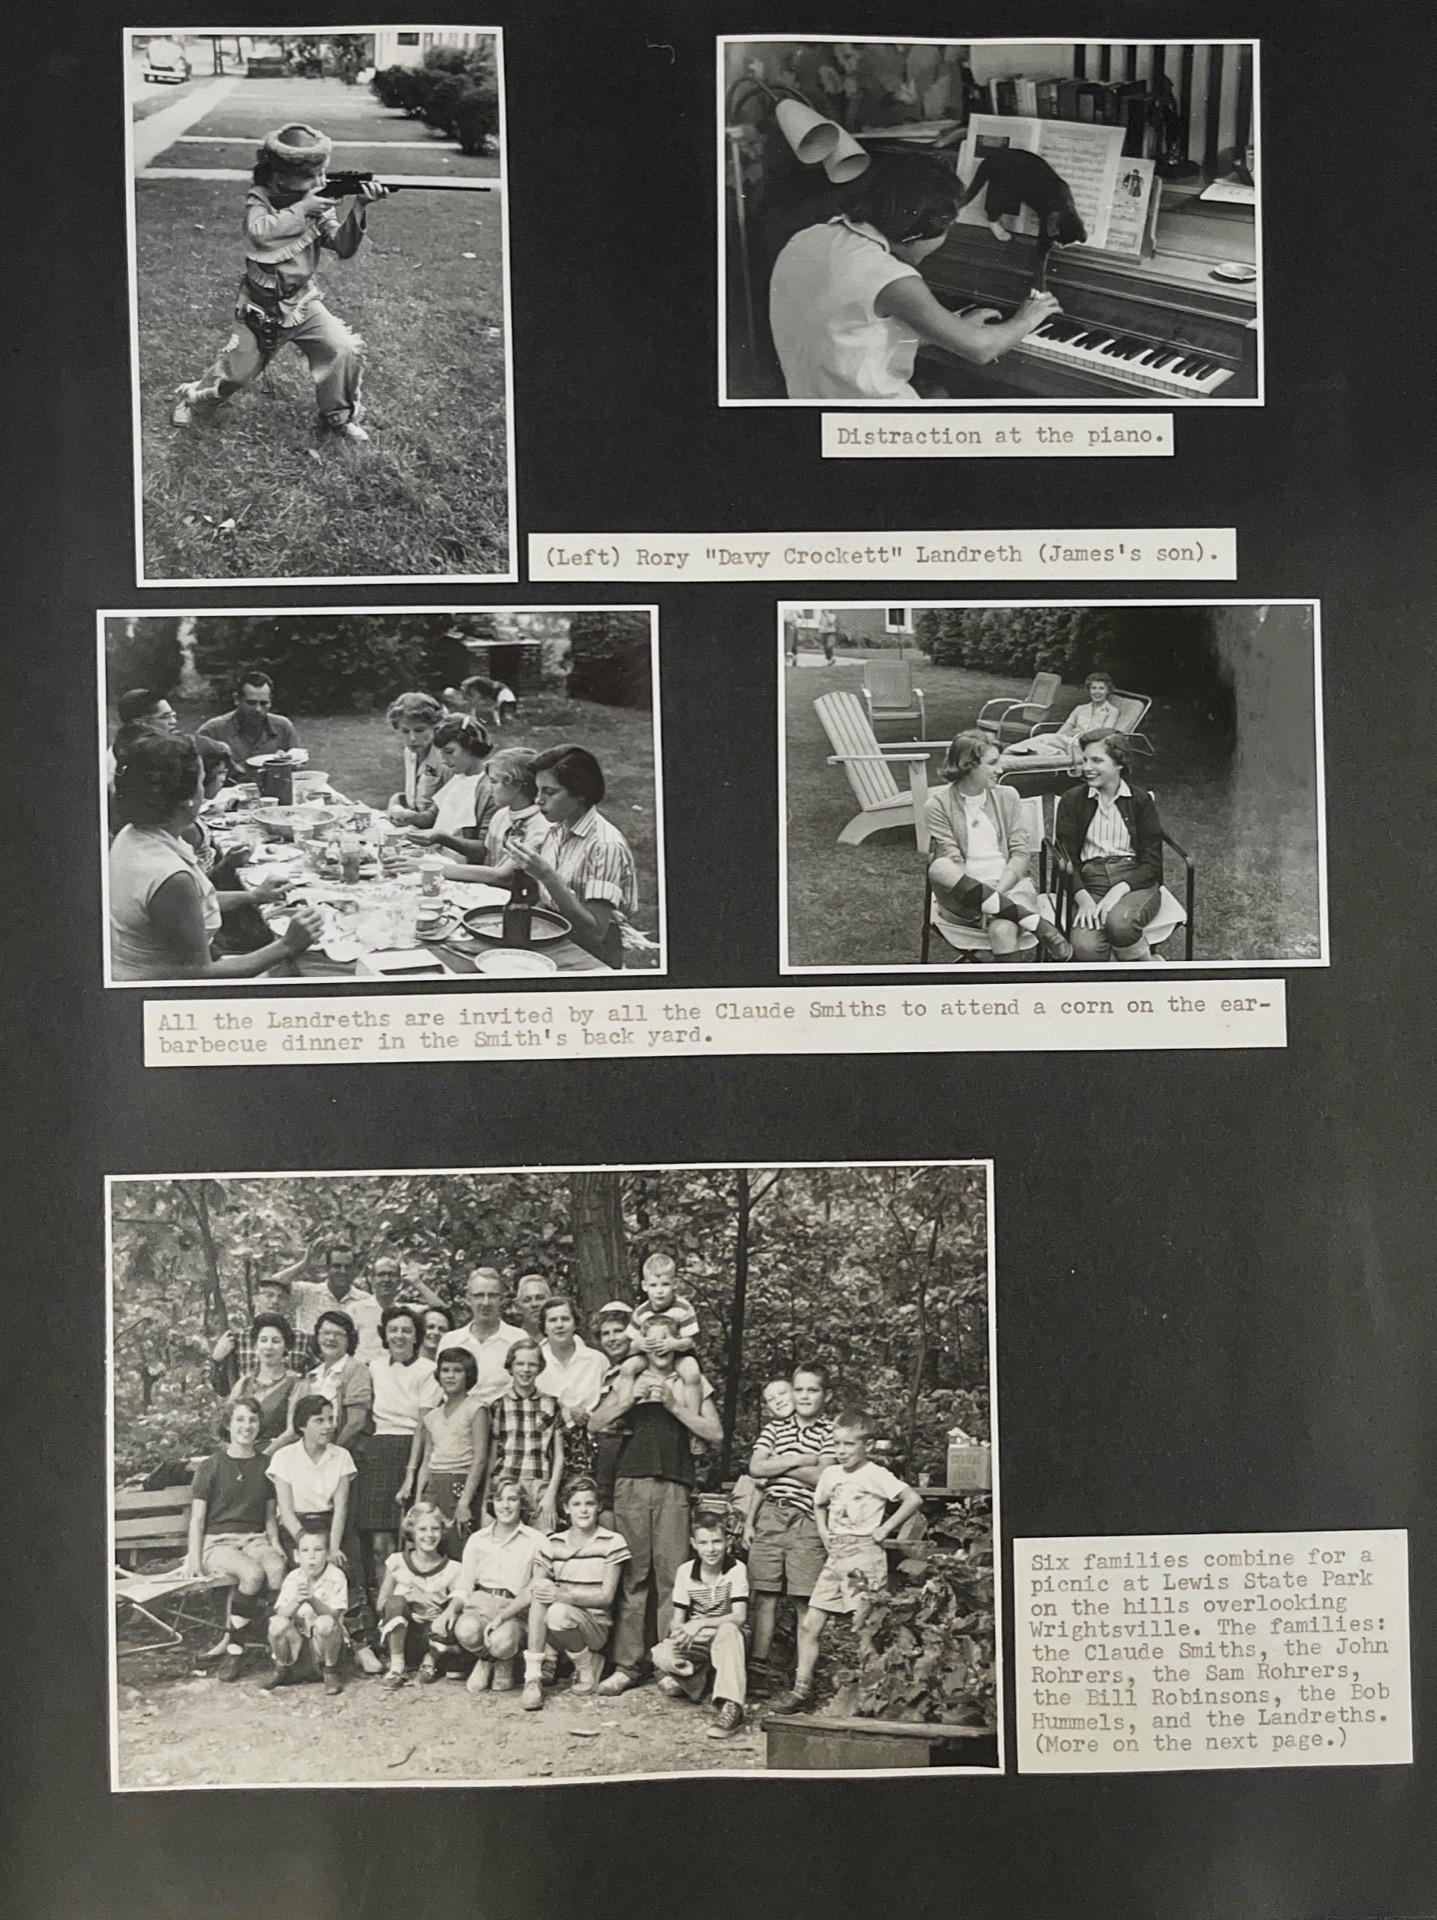 Distraction at the piano.
(Left) Rory "Davy Crockett" Landreth (James's son).
All the Landreths are invited by all the Claude Smiths to attend a corn on the ear-
barbecue dinner in the Smith's back yard.
Six families combine for a
picnic at Lewis State Park
on the hills overlooking
Wrightsville. The families:
the Claude Smiths, the John
Rohrers, the Sam Rohrers,
the Bill Robinsons, the Bob
Hummels, and the Landreths.
(More on the next page.)